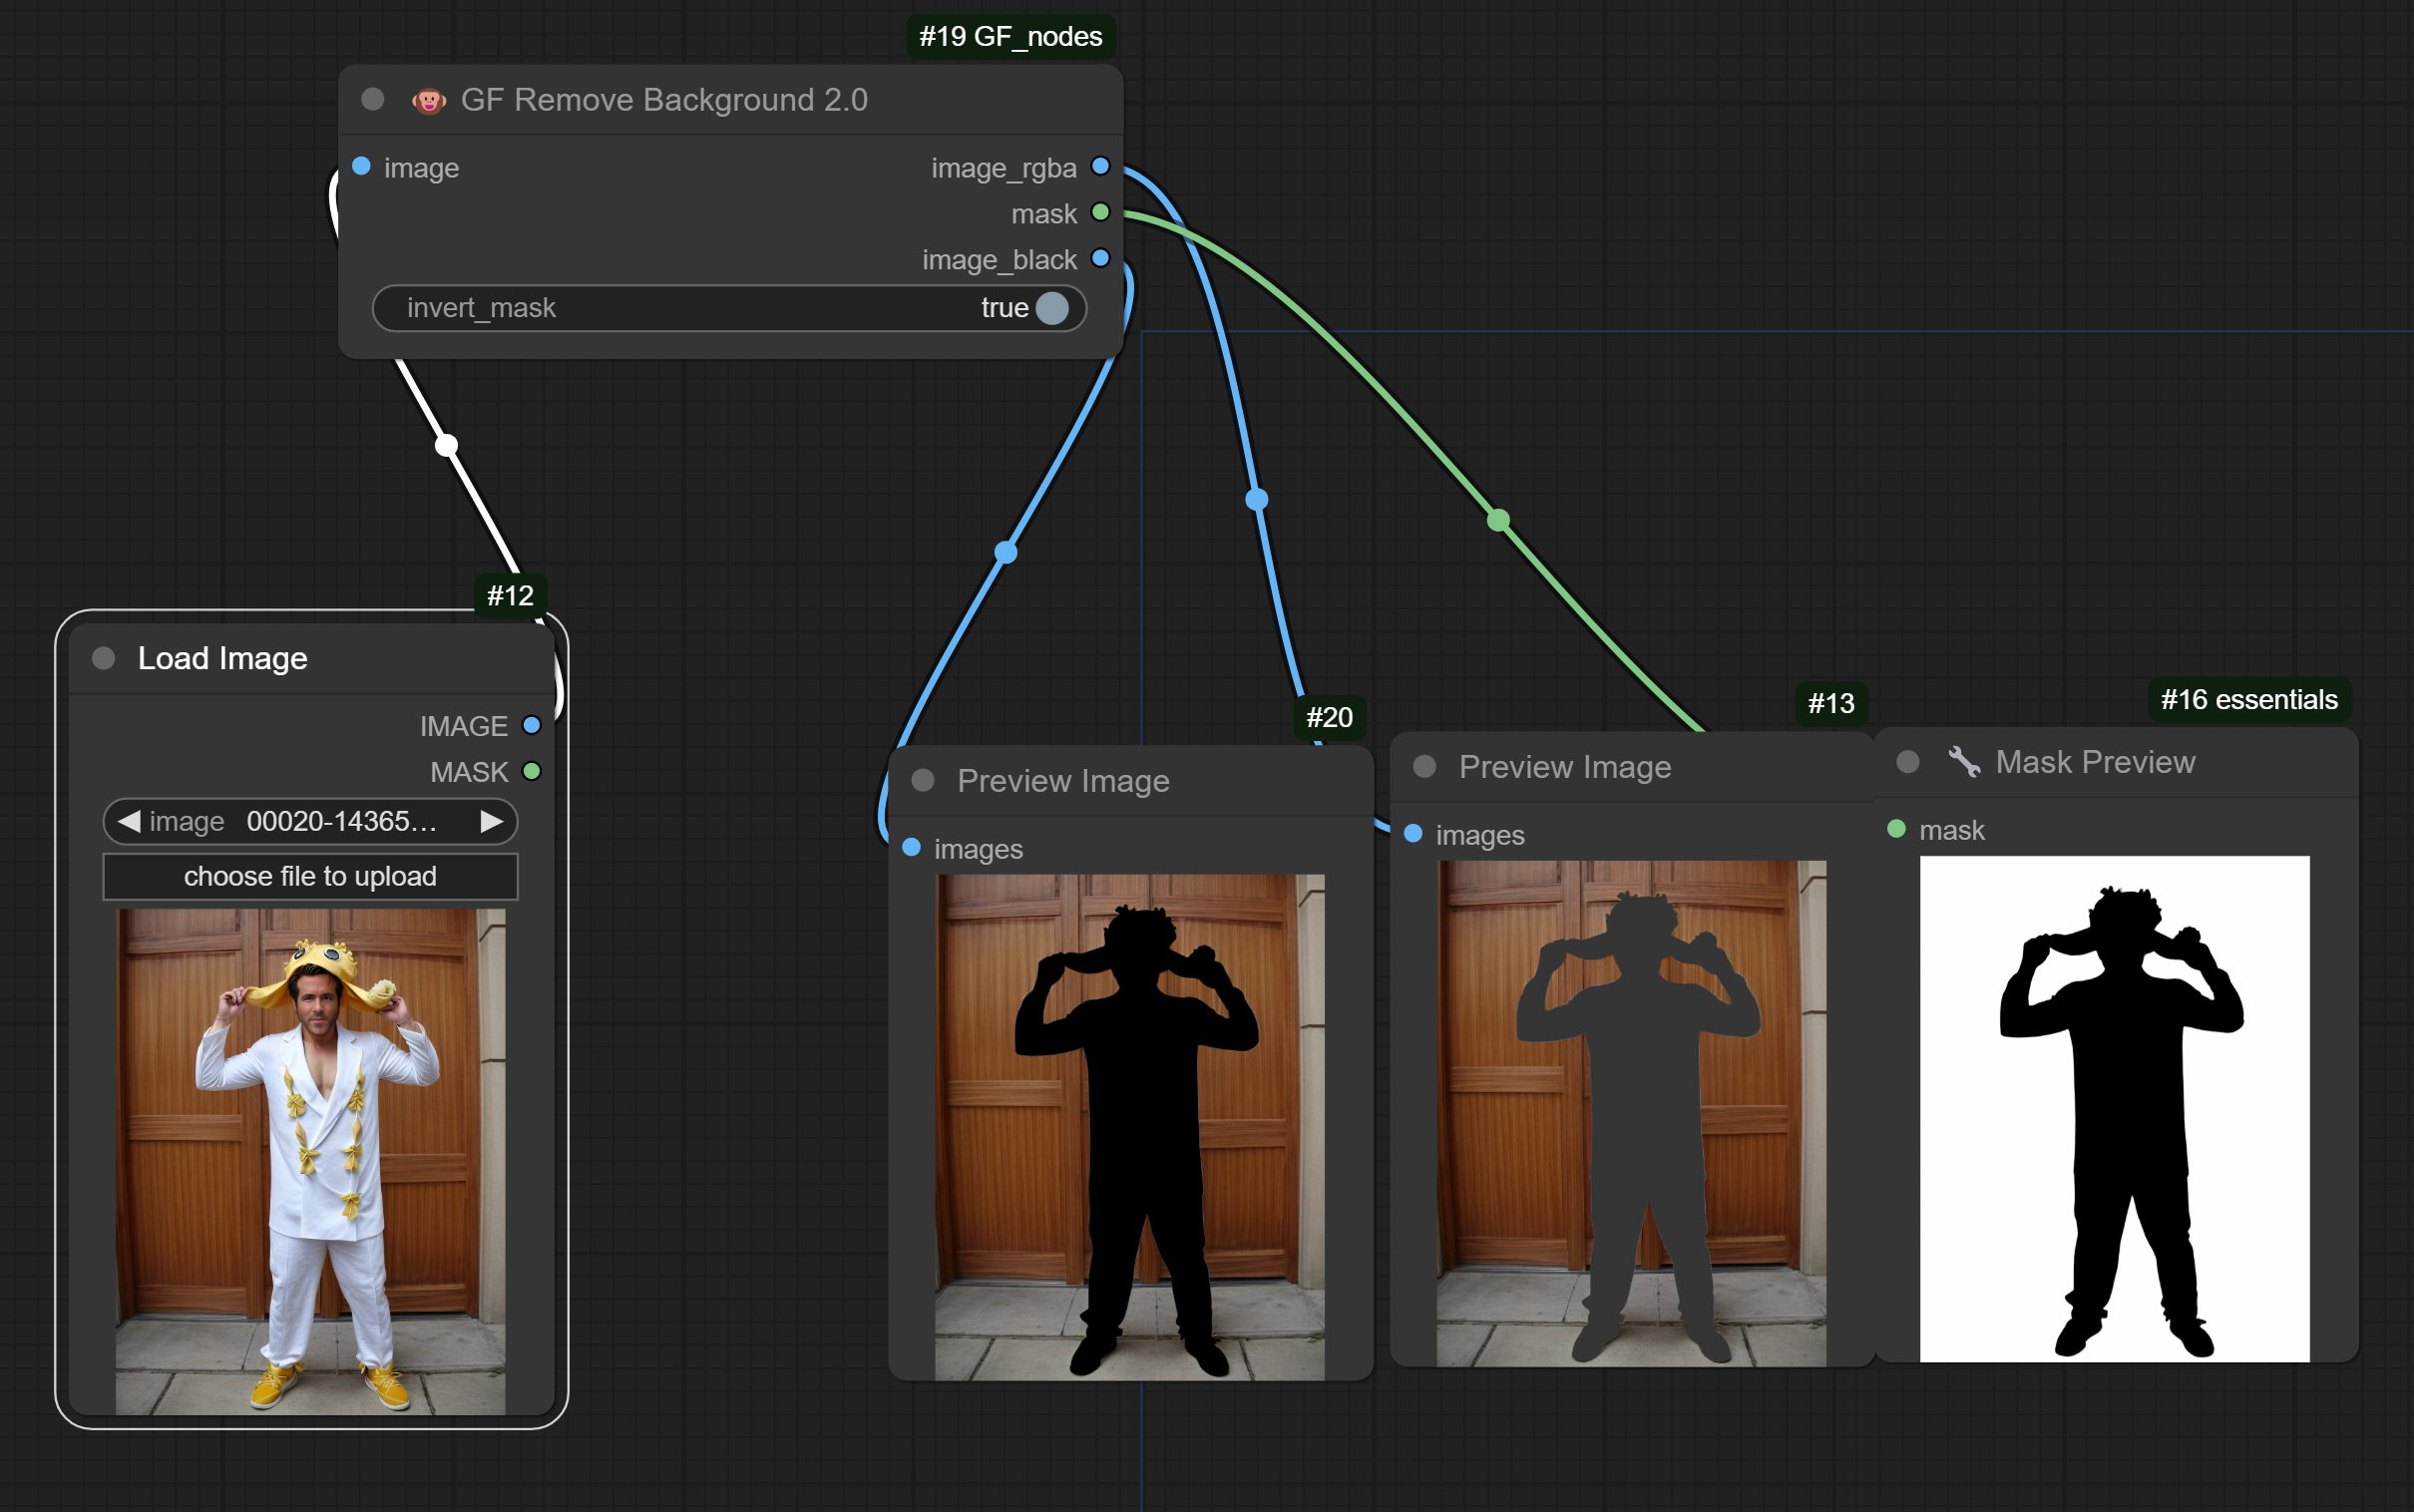 #19 GF_nodes
GF Remove Background 2.0
image
image_rgba
mask
image_black
invert_mask true
#12
Load Image
IMAGE
MASK
image 00020-14365...
choose file to upload
#20
Preview Image
images
#13
Preview Image
images
#16 essentials
Mask Preview
mask